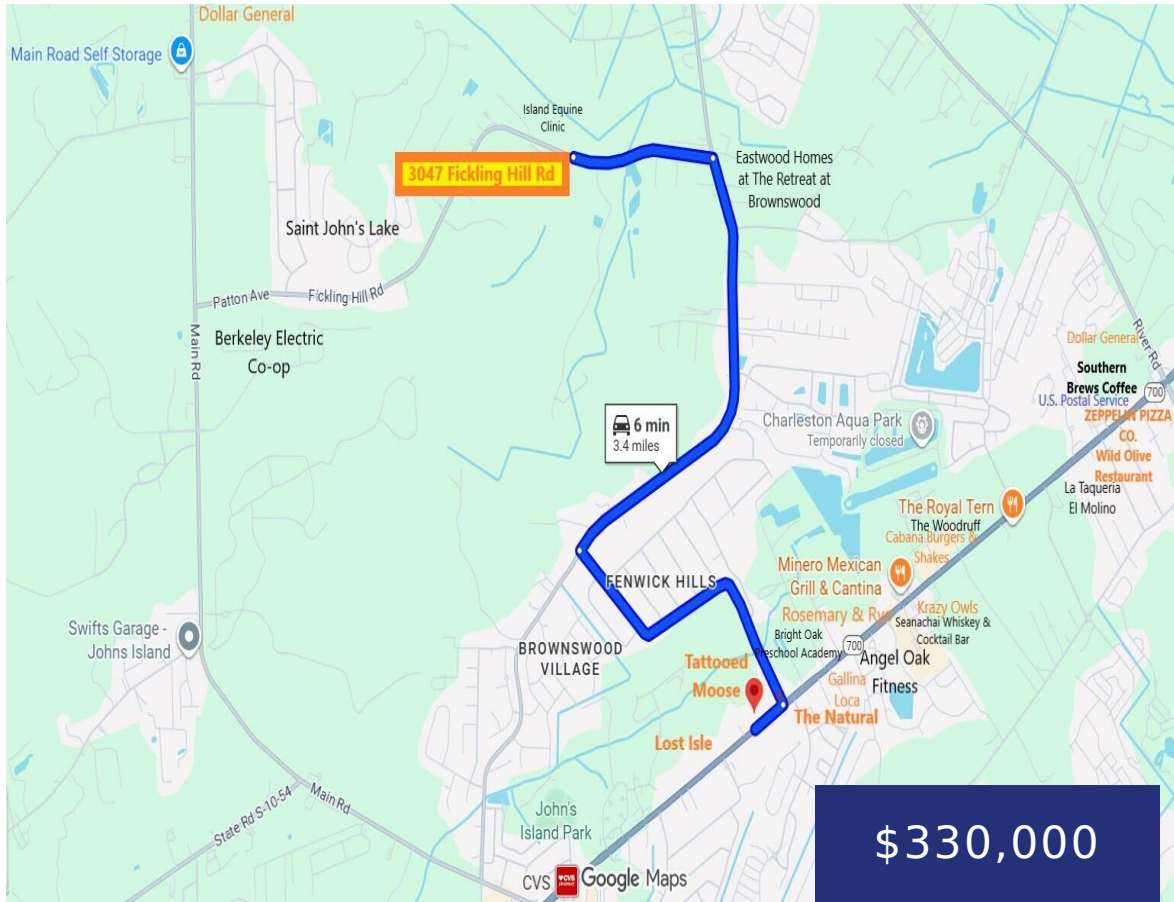 Dollar General
Main Road Self Storage
Island Equine
Clinic
3047 Fickling Hill Rd
Eastwood Homes
at The Retreat at
Brownswood
Saint John's Lake
Patton Ave
Fickling Hill Rd
Main Rd
Berkeley Electric
Co-op
River Rd
Dollar General
Southern
Brews Coffee
700
U.S. Postal Service
ZEPPELIN PIZZA
CO.
Wild Olive
Restaurant
6 min
3.4 miles
Charleston Aqua Park
Temporarily closed
La Taqueria
El Molino
The Royal Tern
The Woodruff
Cabana Burgers &
Shakes
Minero Mexican
Grill & Cantina
FENWICK HILLS
Rosemary & Rye
Krazy Owls
Seanachai Whiskey &
Cocktail Bar
Swifts Garage -
Johns Island
BROWNSWOOD
VILLAGE
Bright Oak
Preschool Academy
700
Angel Oak
Fitness
Tattooed
Moose
Gallina
Loca
The Natural
Lost Isle
State Rd S-10-54
Main Rd
John's
Island Park
CVS
CVS
pharmacy
Google Maps
$330,000